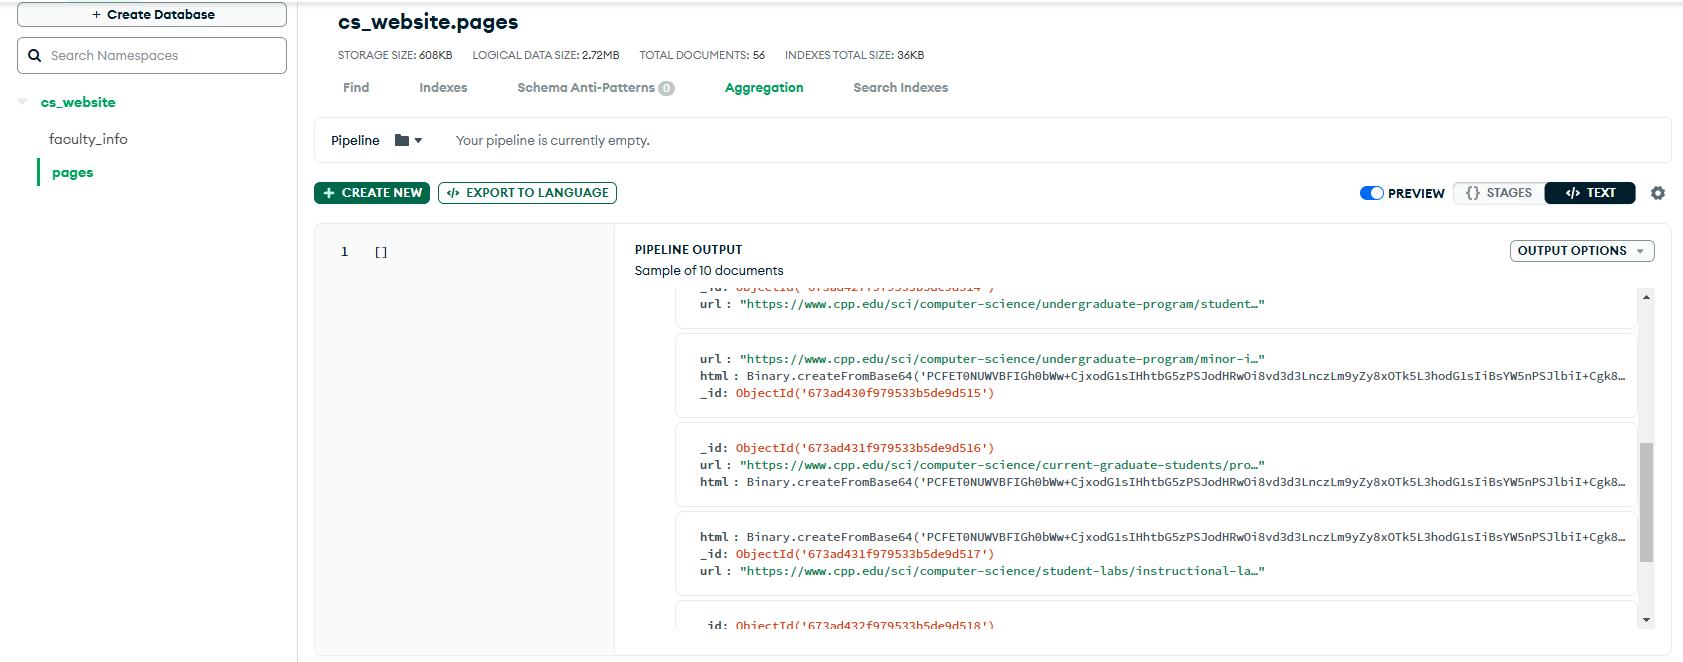 + Create Database
Search Namespaces
cs_website
faculty_info
pages
cs_website.pages
STORAGE SIZE: 608KB LOGICAL DATA SIZE: 2.72MB TOTAL DOCUMENTS: 56 INDEXES TOTAL SIZE: 36KB
Find Indexes Schema Anti-Patterns 0 Aggregation Search Indexes
Pipeline Your pipeline is currently empty.
+ CREATE NEW </> EXPORT TO LANGUAGE PREVIEW {} STAGES </> TEXT
1 []
PIPELINE OUTPUT
OUTPUT OPTIONS
Sample of 10 documents
_id: ObjectId('673ad42ff979533b5de9d514')
url : "https://www.cpp.edu/sci/computer-science/undergraduate-program/student…"
url : "https://www.cpp.edu/sci/computer-science/undergraduate-program/minor-i…"
html : Binary.createFromBase64('PCFET0NUWVBFIGh0bWw+CjxodG1sIHhtbG5zPSJodHRwOi8vd3d3LnczLm9yZy8xOTk5L3hodG1sIiBsYW5nPSJlbiI+Cgk8…
_id: ObjectId('673ad430f979533b5de9d515')
_id: ObjectId('673ad431f979533b5de9d516')
url : "https://www.cpp.edu/sci/computer-science/current-graduate-students/pro…"
html : Binary.createFromBase64('PCFET0NUWVBFIGh0bWw+CjxodG1sIHhtbG5zPSJodHRwOi8vd3d3LnczLm9yZy8xOTk5L3hodG1sIiBsYW5nPSJlbiI+Cgk8…
html : Binary.createFromBase64('PCFET0NUWVBFIGh0bWw+CjxodG1sIHhtbG5zPSJodHRwOi8vd3d3LnczLm9yZy8xOTk5L3hodG1sIiBsYW5nPSJlbiI+Cgk8…
_id: ObjectId('673ad431f979533b5de9d517')
url : "https://www.cpp.edu/sci/computer-science/student-labs/instructional-la…"
_id: ObjectId('673ad432f979533b5de9d518')